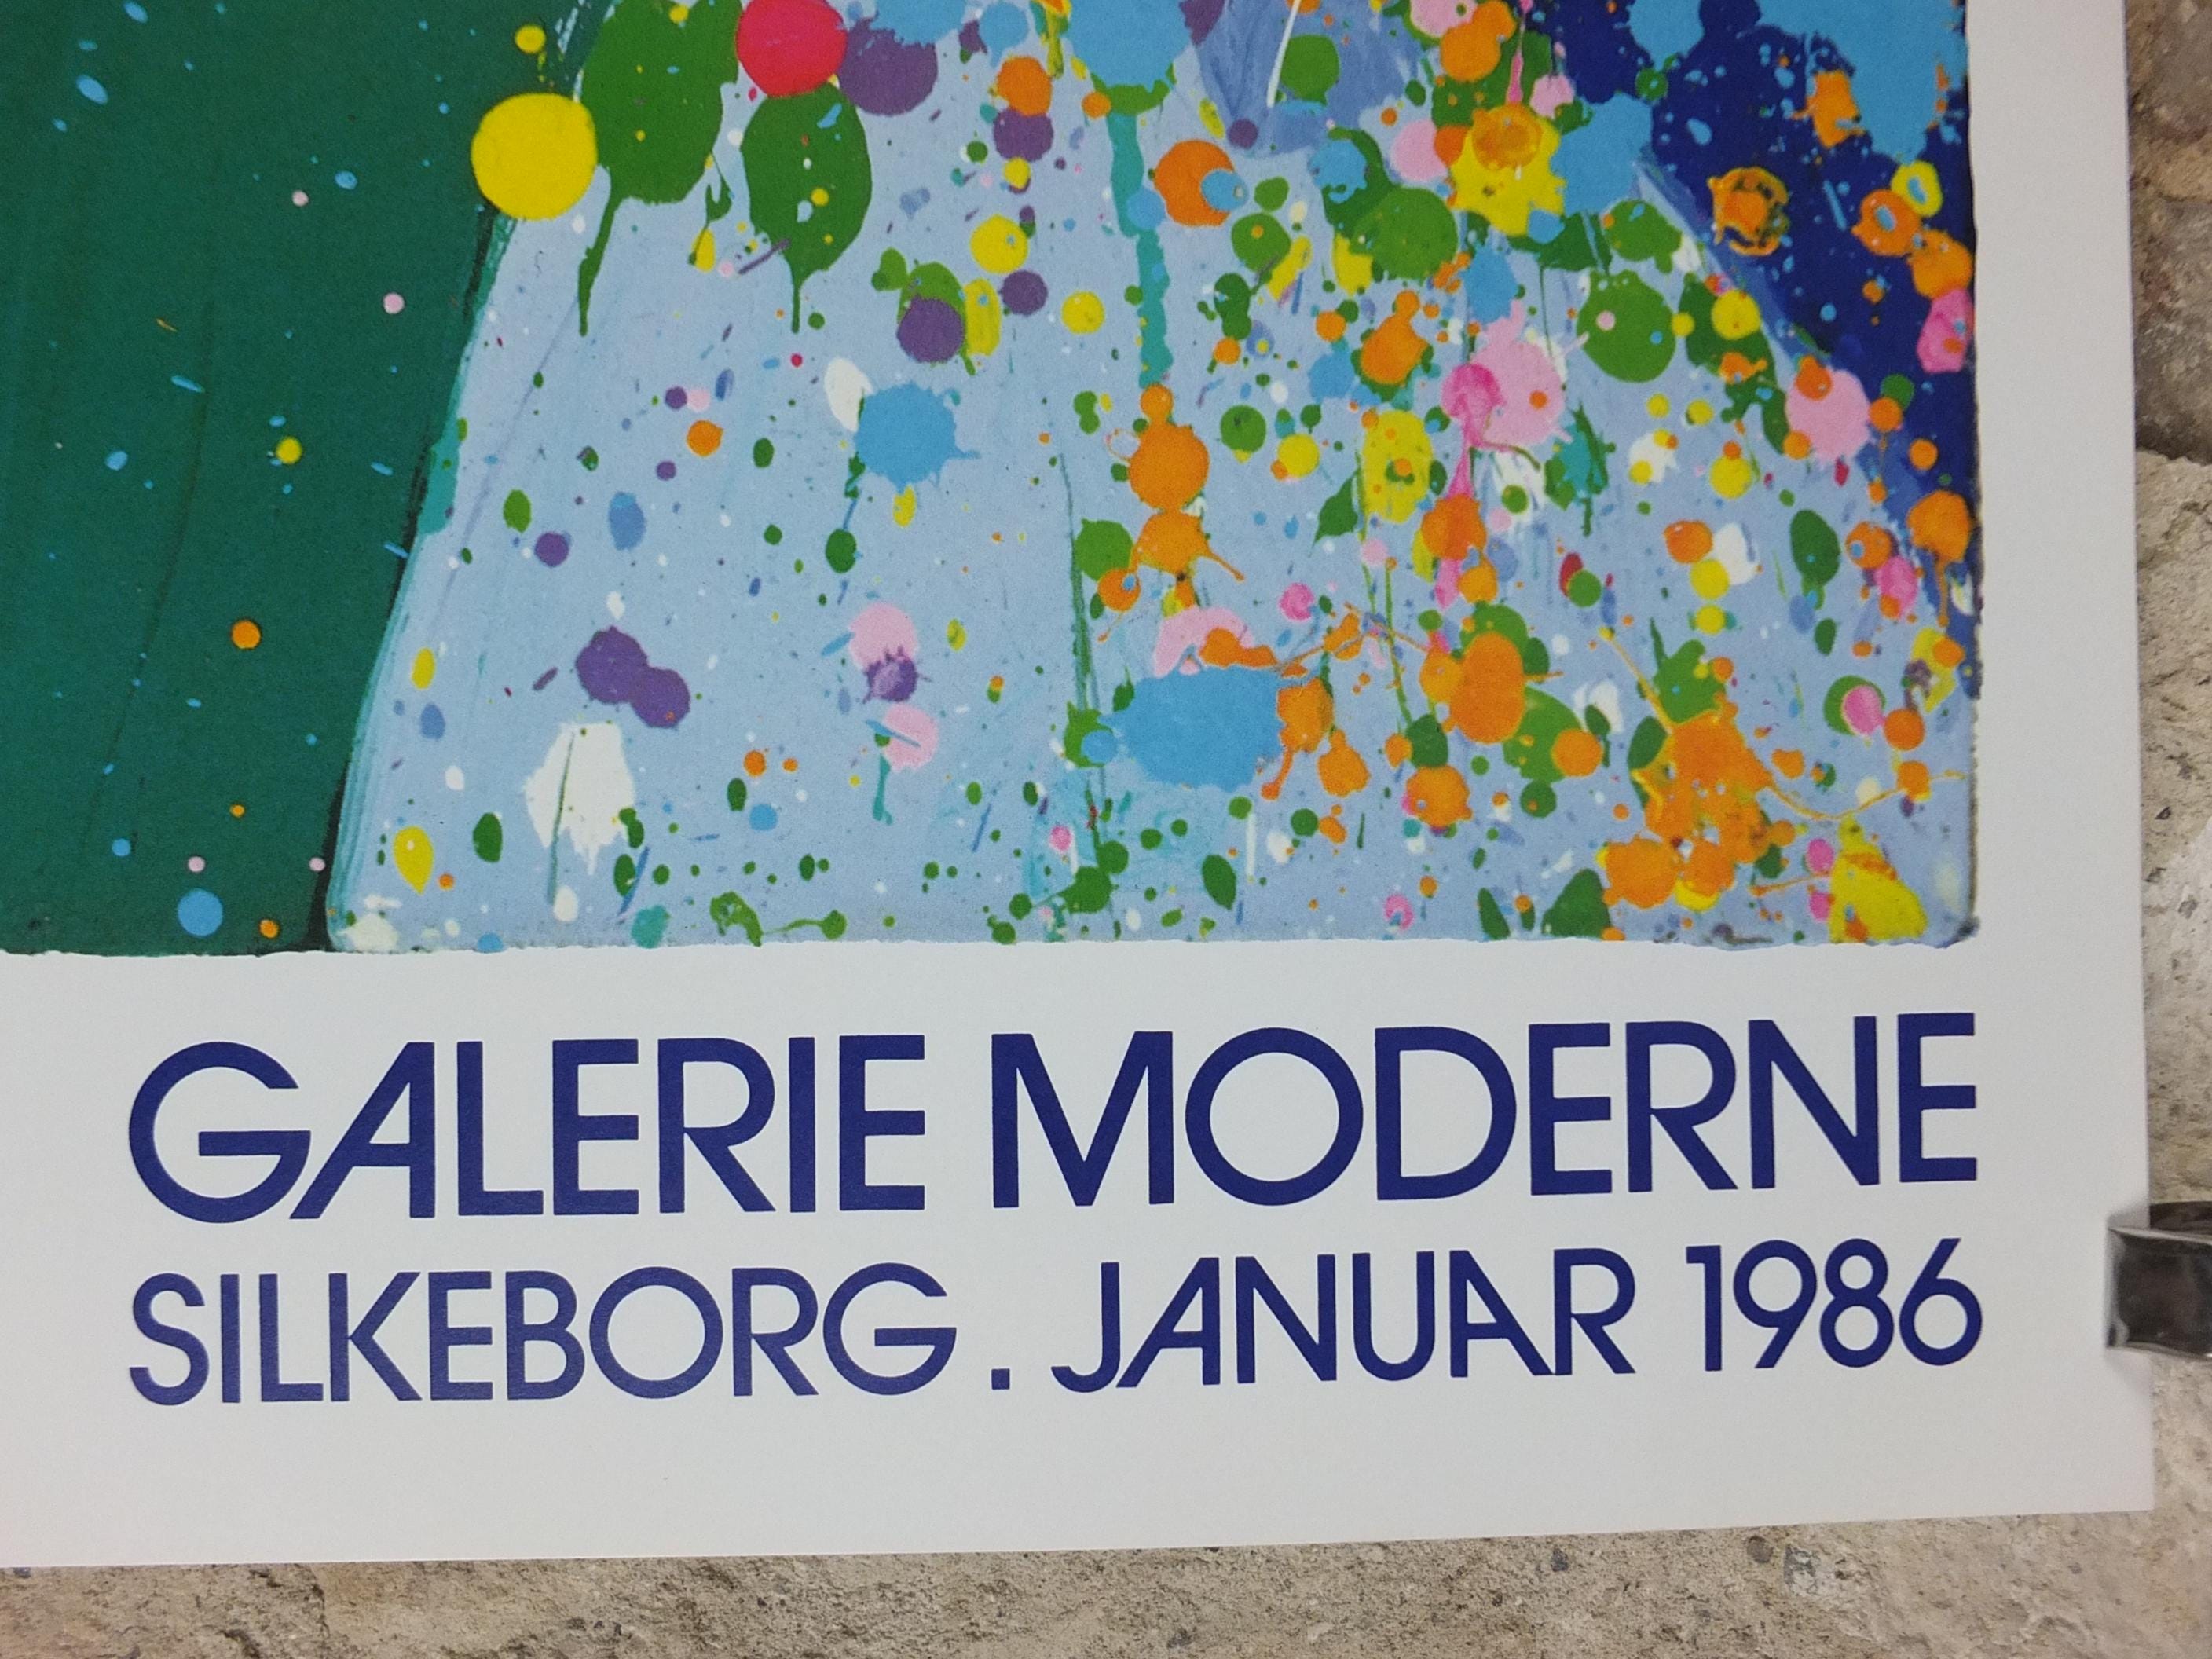 GALERIE MODERNE
SILKEBORG . JANUAR 1986